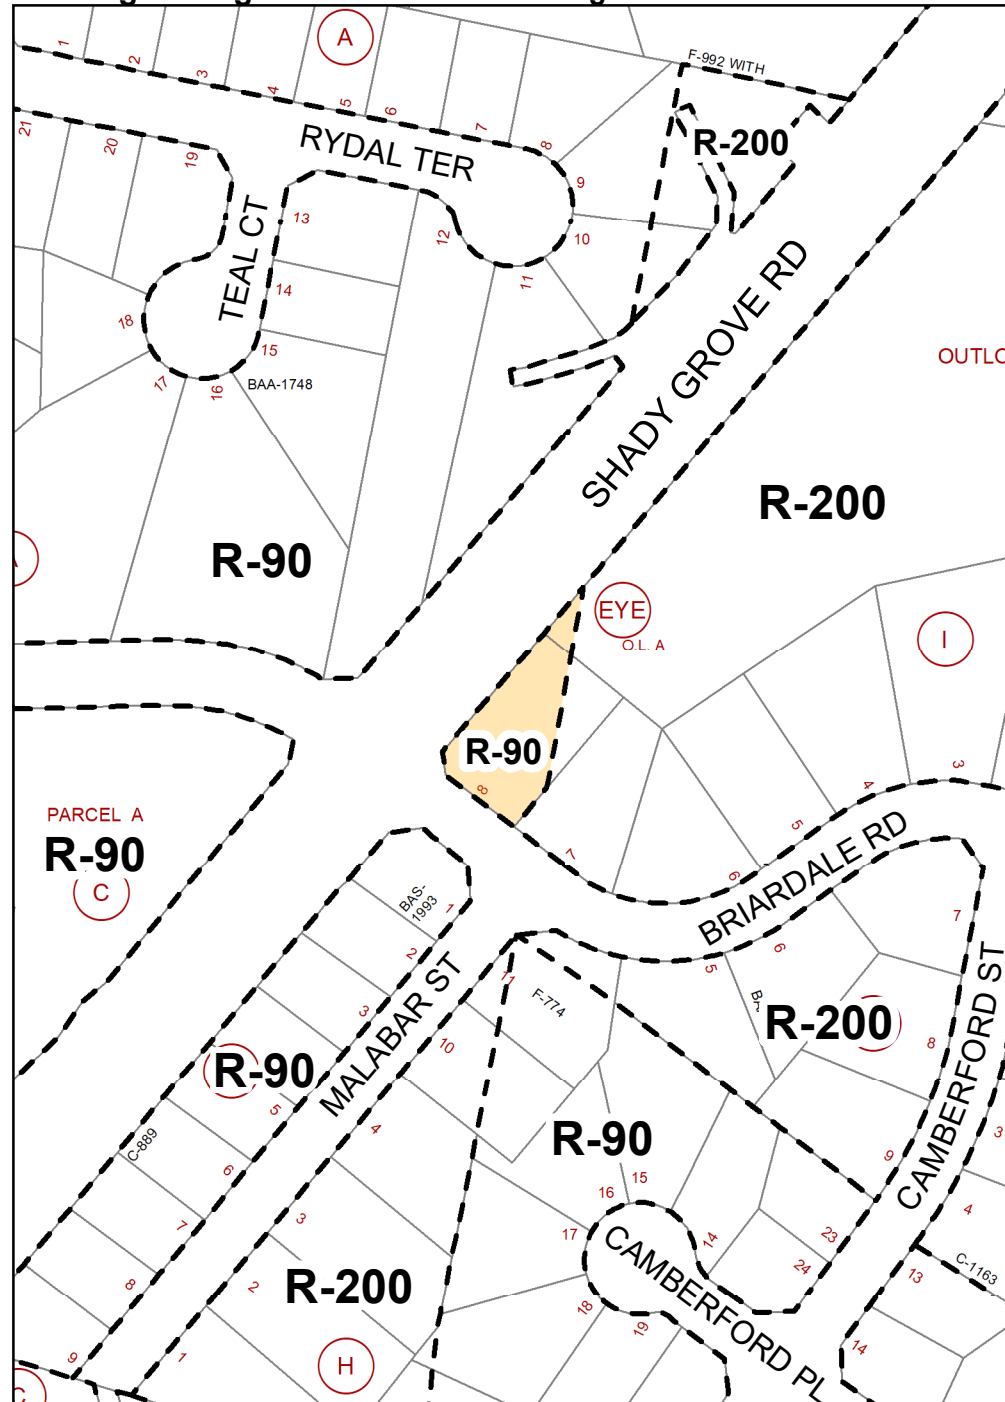 A
1
2
3
4
5
6
7
8
9
10
11
12
13
14
15
16
17
18
19
20
21
F-992 WITH
R-200
RYDAL TER
TEAL CT
BAA-1748
SHADY GROVE RD
OUTLO
R-200
R-90
EYE
O.L. A
I
R-90
8
7
6
5
4
3
PARCEL A
R-90
C
BRIARDALE RD
BAS-
1993
1
2
3
5
6
7
8
9
R-90
C-889
MALABAR ST
11
F-774
10
4
3
2
1
5
6
7
8
9
R-200
CAMBERFORD ST
3
4
R-90
15
16
17
18
19
14
23
24
13
14
C-1163
CAMBERFORD PL
R-200
H
C